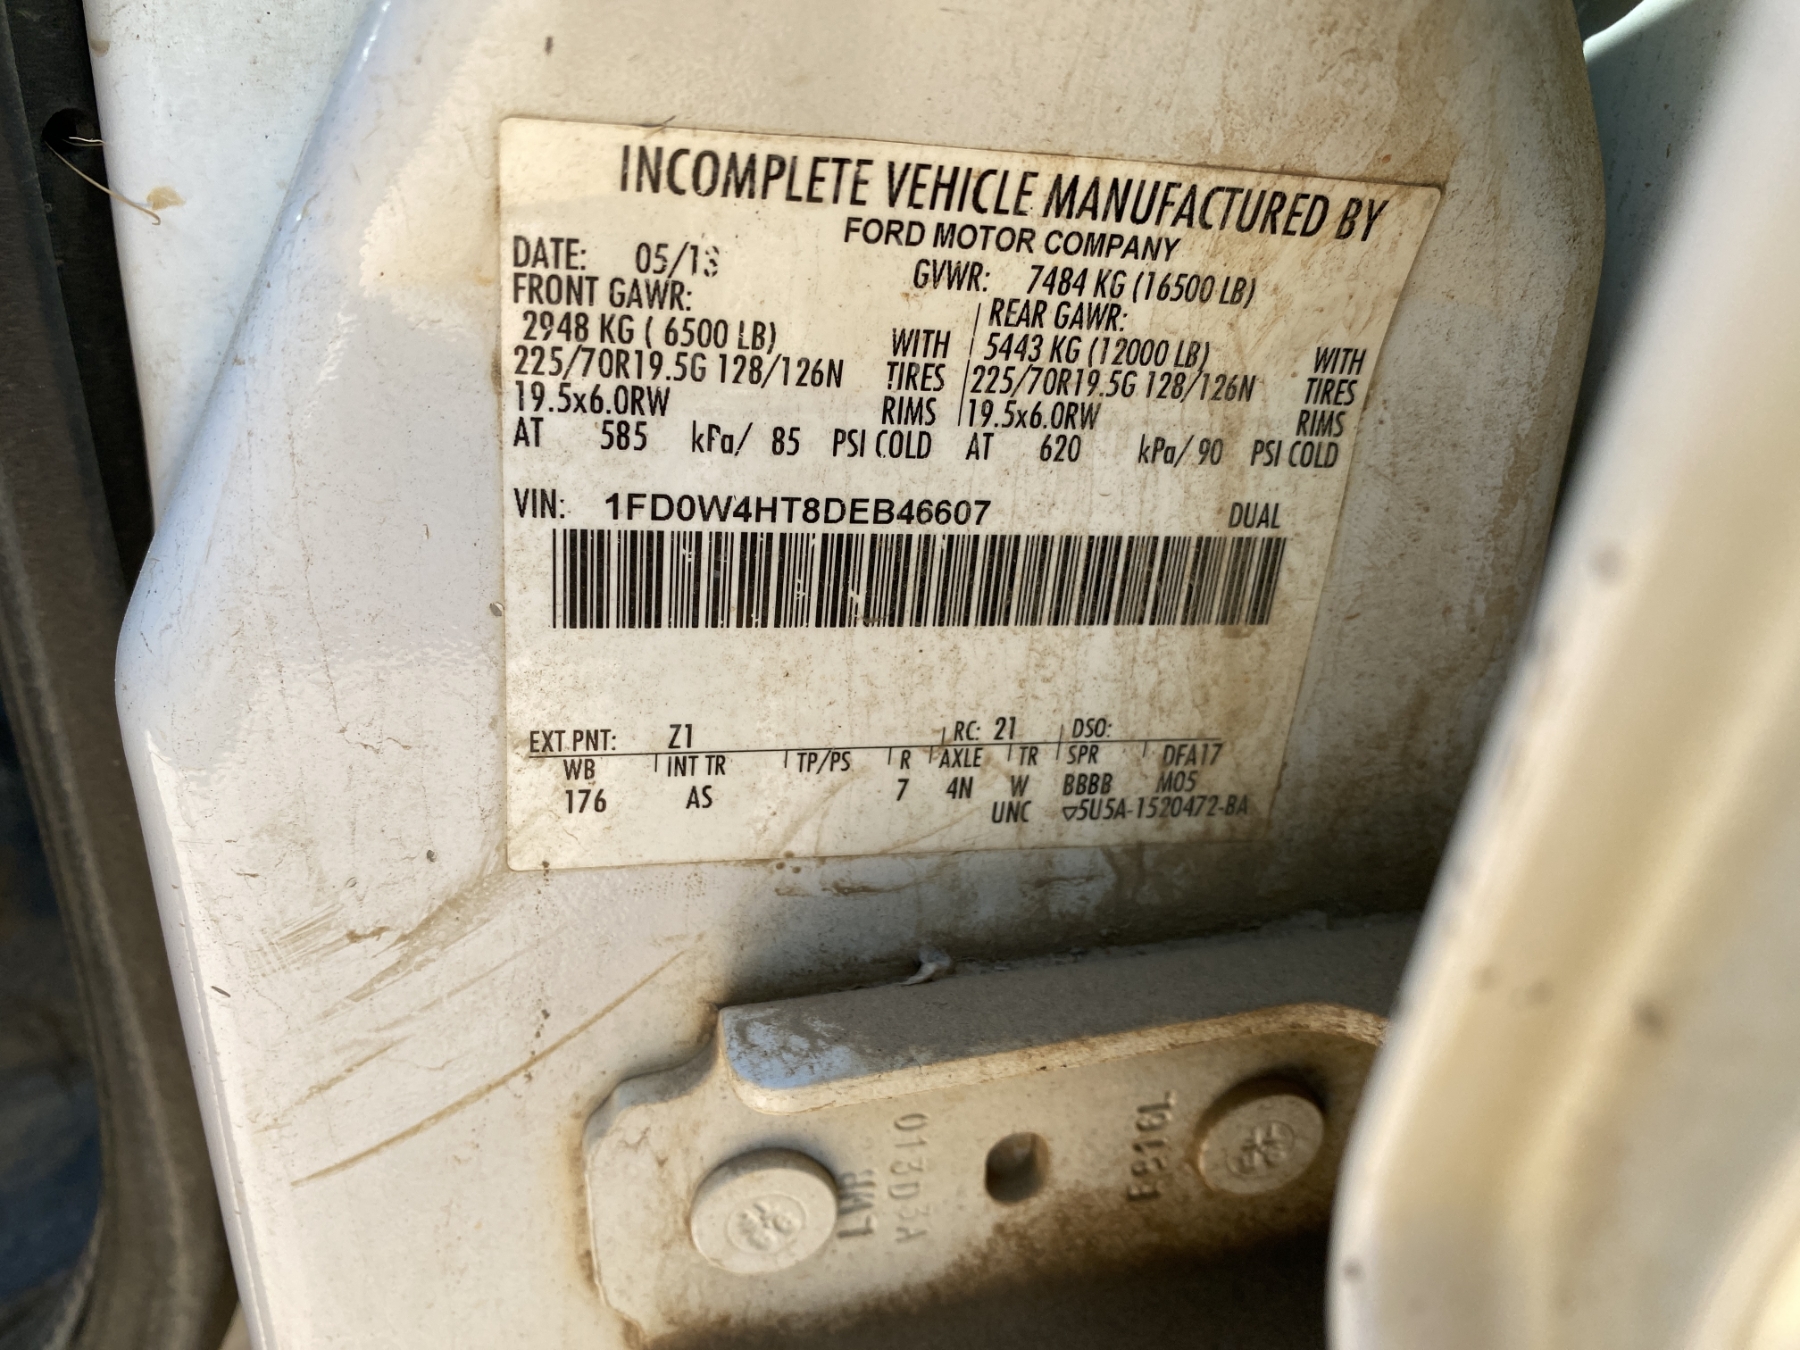 INCOMPLETE VEHICLE MANUFACTURED BY
FORD MOTOR COMPANY
DATE: 05/13 GVWR: 7484 KG (16500 LB)
FRONT GAWR: REAR GAWR:
2948 KG ( 6500 LB) WITH 5443 KG (12000 LB) WITH
225/70R19.5G 128/126N TIRES 225/70R19.5G 128/126N TIRES
19.5x6.0RW RIMS 19.5x6.0RW RIMS
AT 585 kPa/ 85 PSI COLD AT 620 kPa/ 90 PSI COLD
VIN: 1FD0W4HT8DEB46607 DUAL
EXT PNT: Z1 RC: 21 DSO:
WB INT TR TP/PS R AXLE TR SPR DFA17
176 AS 7 4N W BBBB M05
UNC ▽5U5A-1520472-BA
LWR
013D3A
E816L